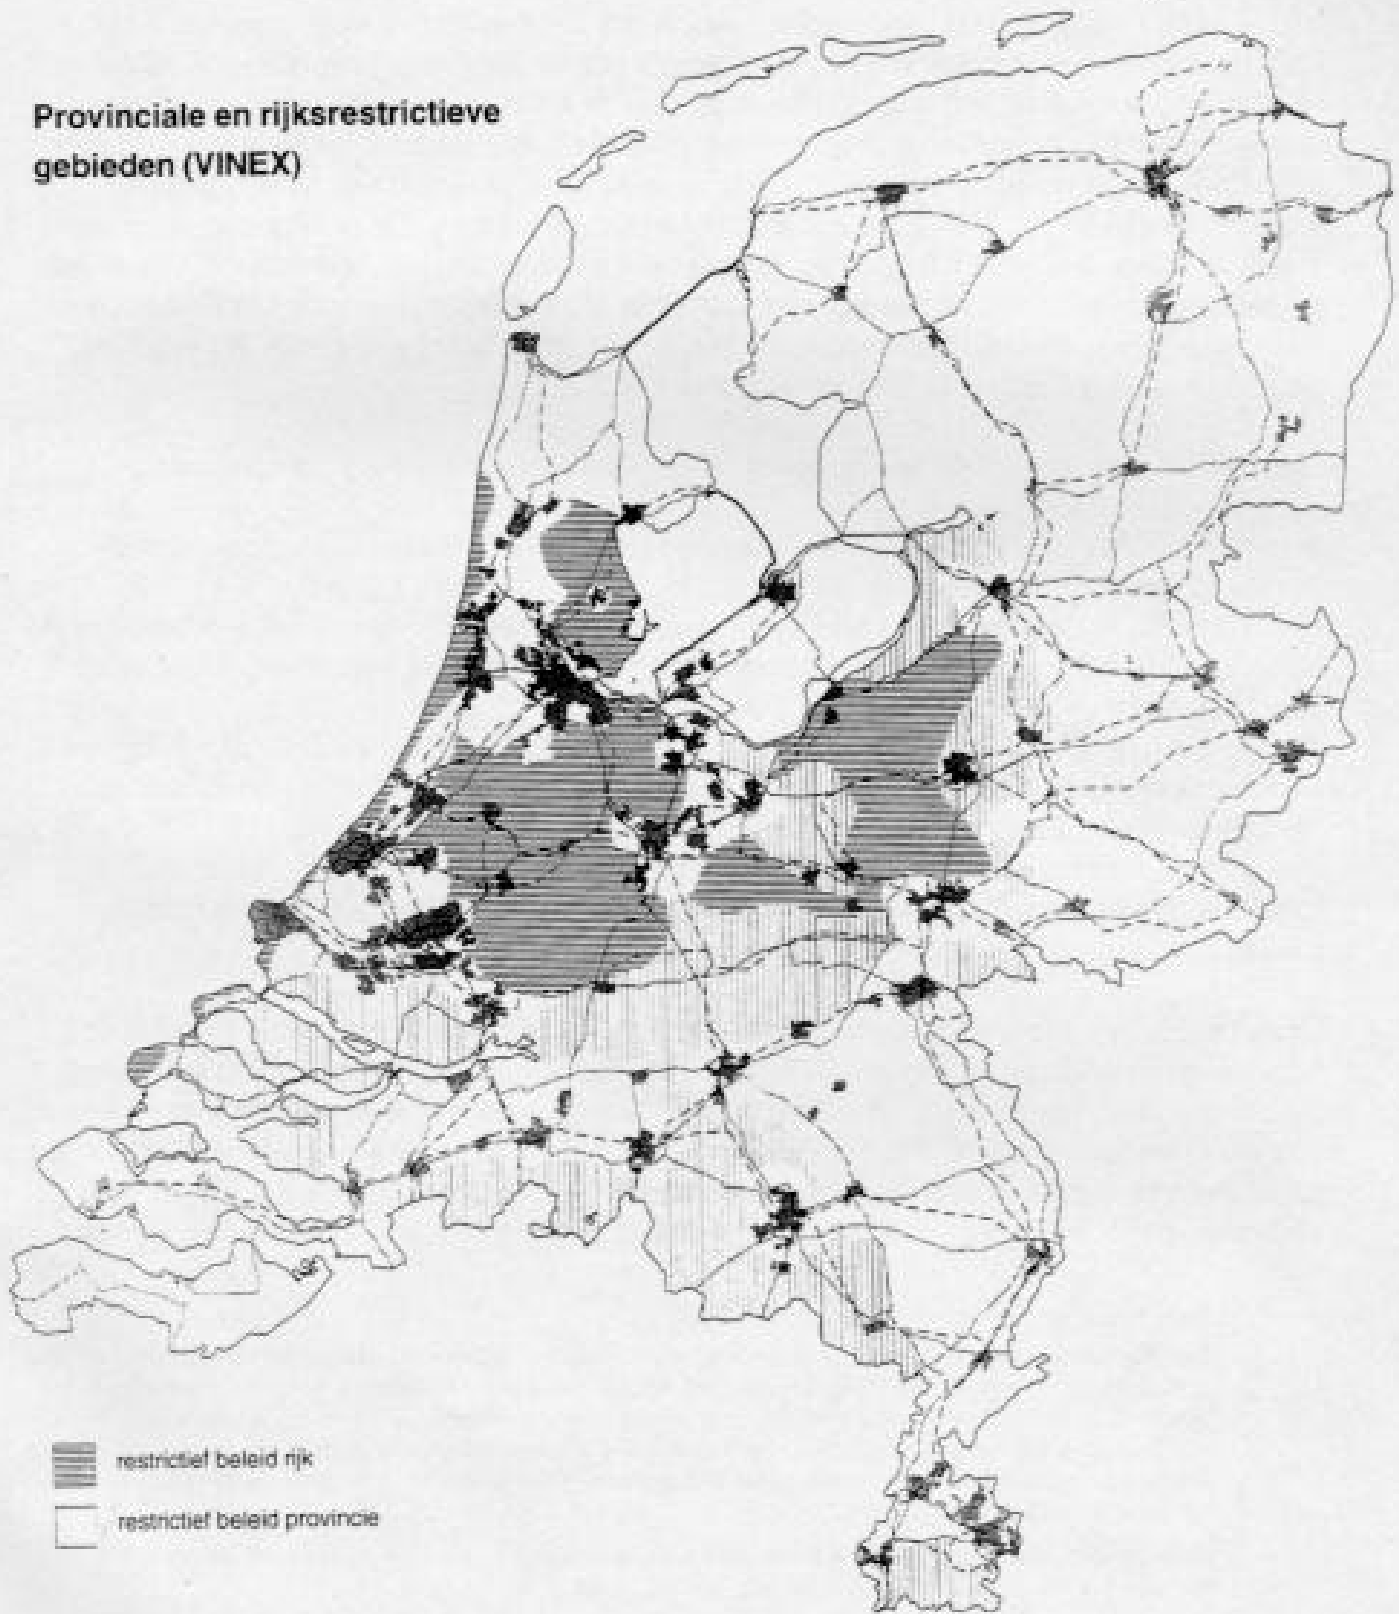 Provinciale en rijksrestrictieve
gebieden (VINEX)
restrictief beleid rijk
restrictief beleid provincie